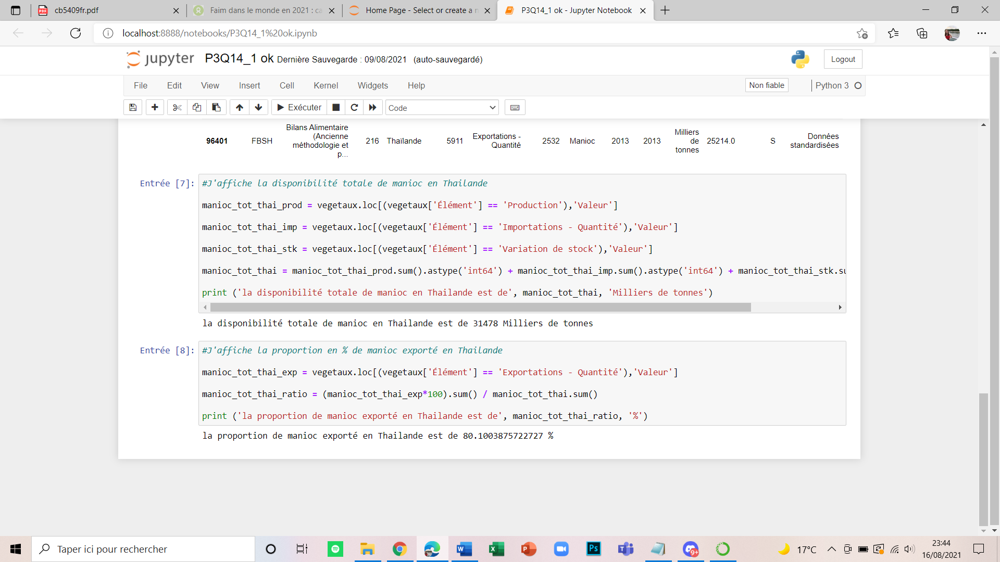 cb5409fr.pdf
Faim dans le monde en 2021 : ca
Home Page - Select or create a n
P3Q14_1 ok - Jupyter Notebook
localhost:8888/notebooks/P3Q14_1%20ok.ipynb
jupyter P3Q14_1 ok Dernière Sauvegarde : 09/08/2021 (auto-sauvegardé)
Logout
File Edit View Insert Cell Kernel Widgets Help
Non fiable
Python 3
Exécuter
Code
96401 FBSH Bilans Alimentaire (Ancienne méthodologie et p... 216 Thaïlande 5911 Exportations - Quantité 2532 Manioc 2013 2013 Milliers de tonnes 25214.0 S Données standardisées
Entrée [7]:
#J'affiche la disponibilité totale de manioc en Thailande
manioc_tot_thai_prod = vegetaux.loc[(vegetaux['Élément'] == 'Production'),'Valeur']
manioc_tot_thai_imp = vegetaux.loc[(vegetaux['Élément'] == 'Importations - Quantité'),'Valeur']
manioc_tot_thai_stk = vegetaux.loc[(vegetaux['Élément'] == 'Variation de stock'),'Valeur']
manioc_tot_thai = manioc_tot_thai_prod.sum().astype('int64') + manioc_tot_thai_imp.sum().astype('int64') + manioc_tot_thai_stk.su
print ('la disponibilité totale de manioc en Thailande est de', manioc_tot_thai, 'Milliers de tonnes')
la disponibilité totale de manioc en Thailande est de 31478 Milliers de tonnes
Entrée [8]:
#J'affiche la proportion en % de manioc exporté en Thailande
manioc_tot_thai_exp = vegetaux.loc[(vegetaux['Élément'] == 'Exportations - Quantité'),'Valeur']
manioc_tot_thai_ratio = (manioc_tot_thai_exp*100).sum() / manioc_tot_thai.sum()
print ('la proportion de manioc exporté en Thailande est de', manioc_tot_thai_ratio, '%')
la proportion de manioc exporté en Thailande est de 80.1003875722727 %
Taper ici pour rechercher
Ps
9+
17°C
23:44
16/08/2021